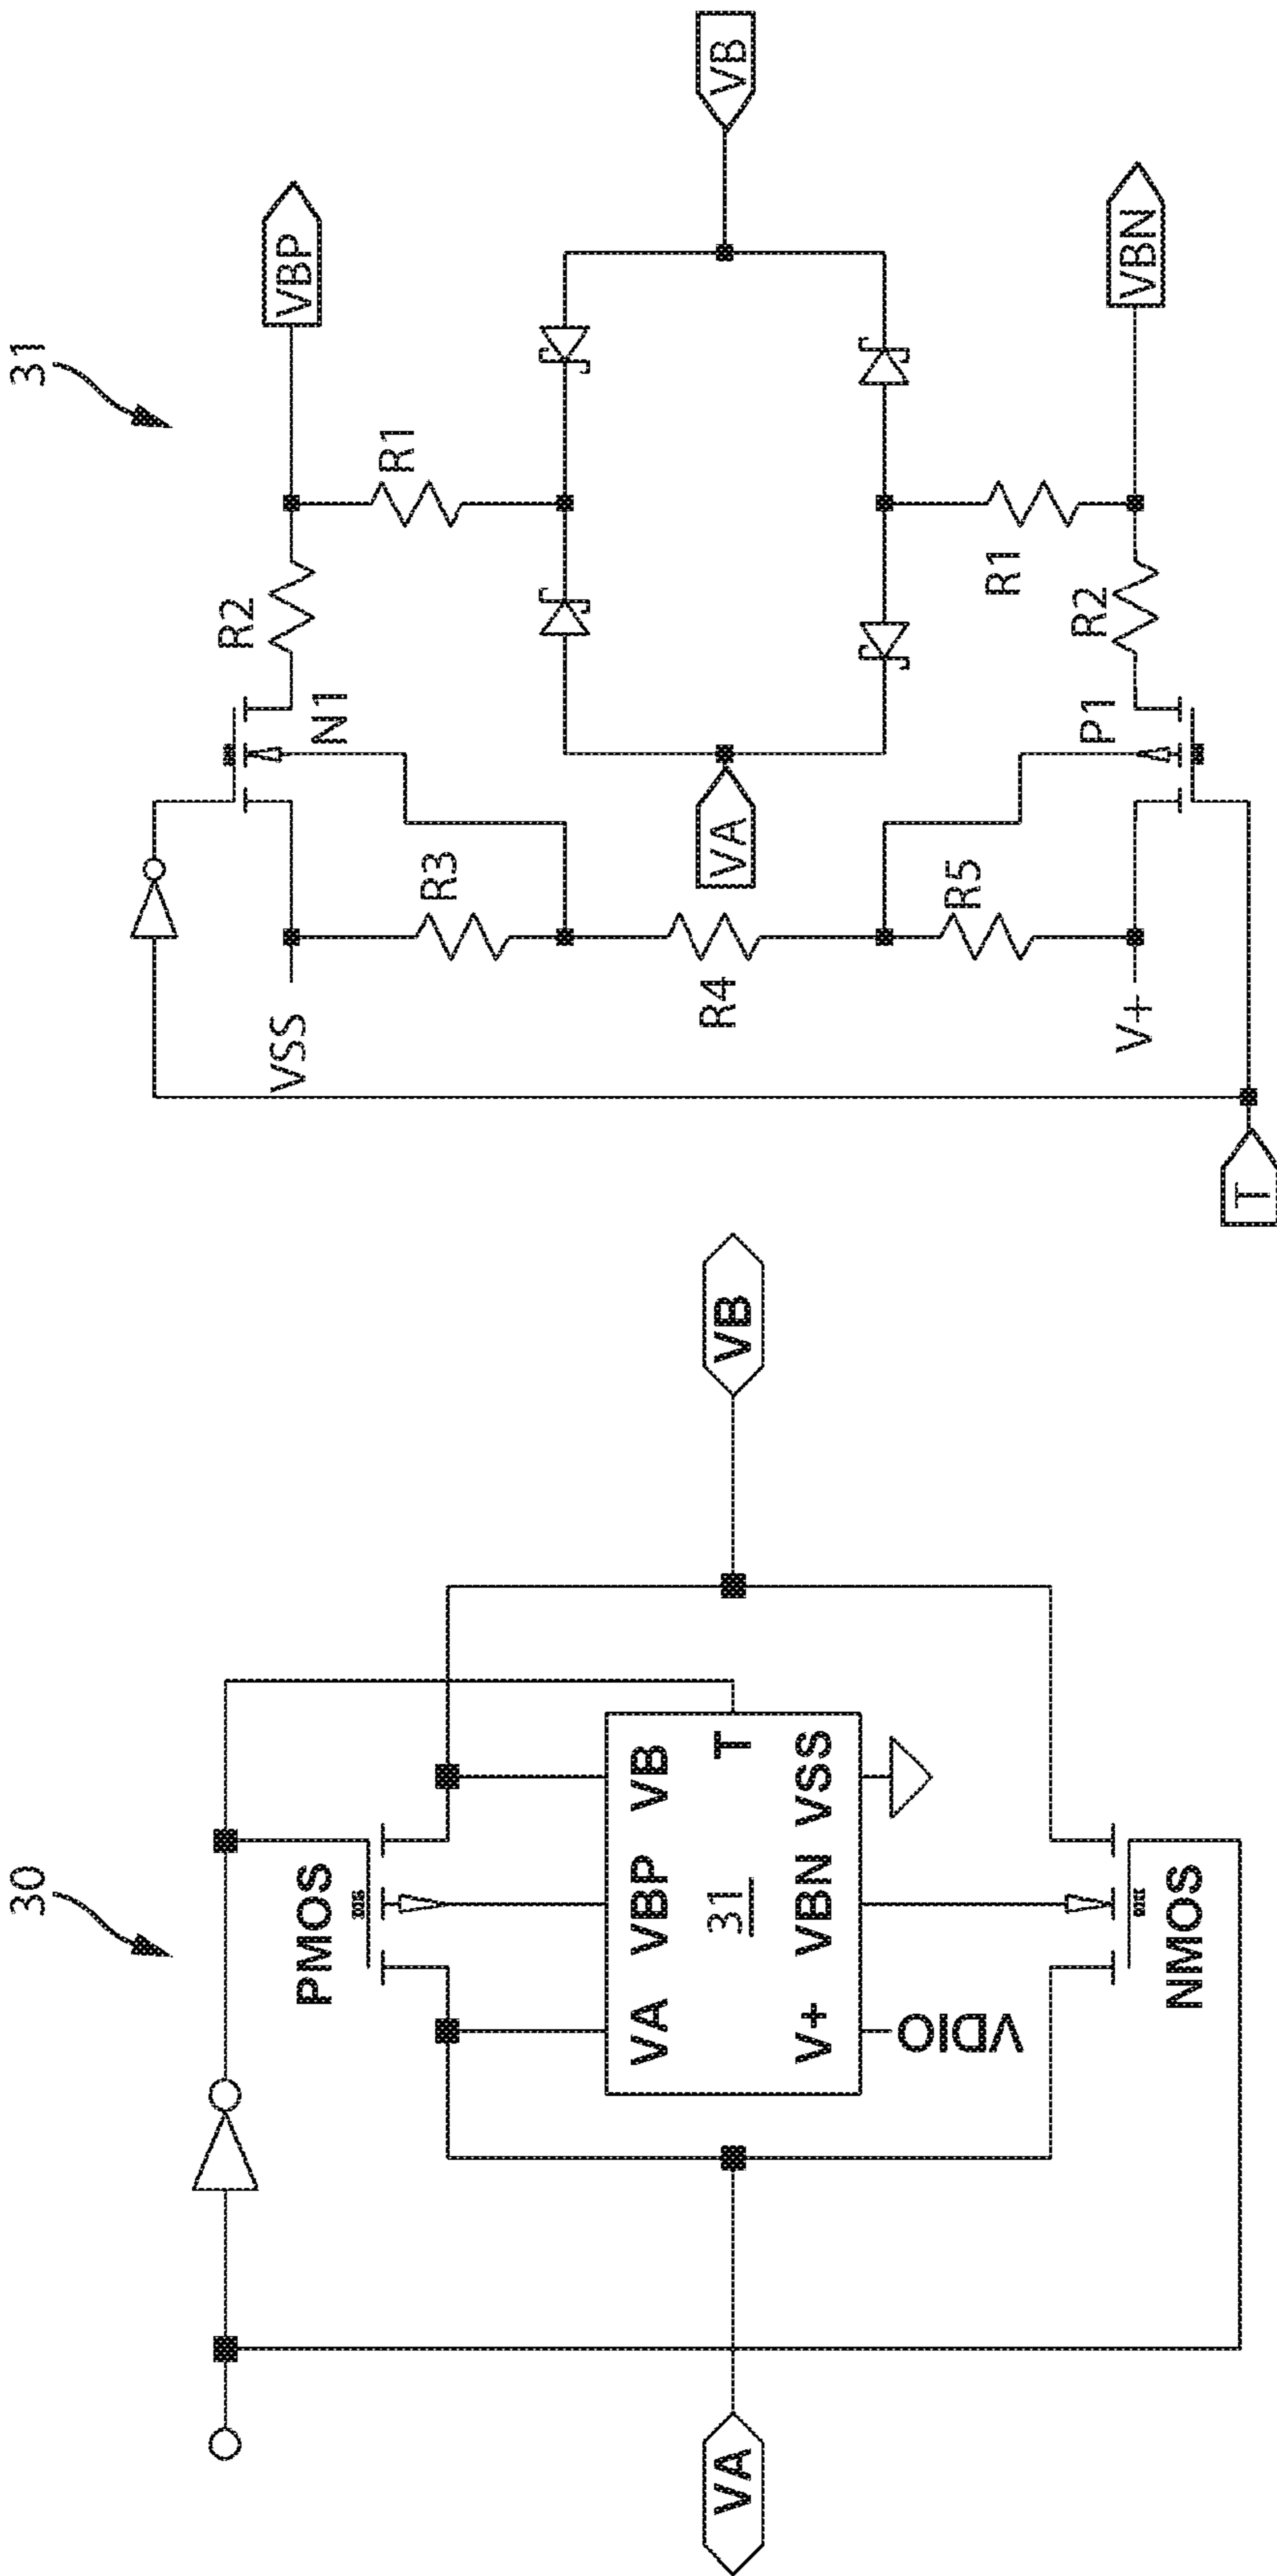 30
PMOS
VA
VBP
VB
31
T
V+
VBN
VSS
VDIO
NMOS
VA
VB
31
VBP
R2
N1
R1
R3
VSS
R4
VA
VB
R5
V+
P1
R1
R2
VBN
T